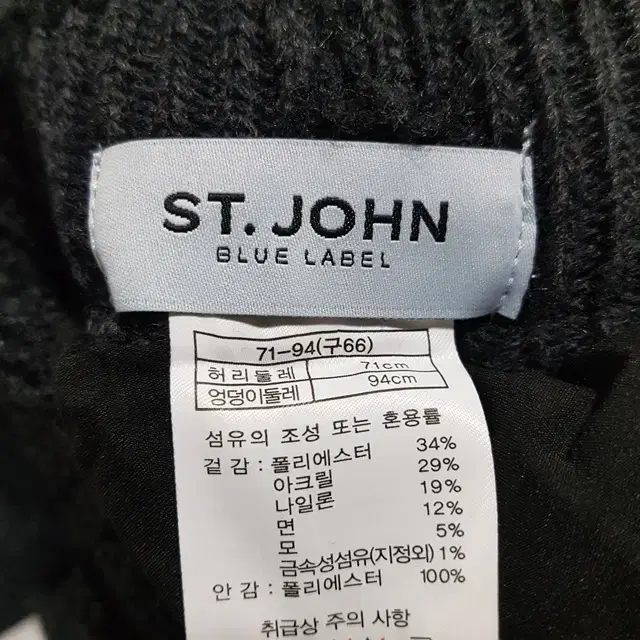 ST. JOHN
BLUE LABEL
71-94(구66)
허리둘레 71cm
엉덩이둘레 94cm
섬유의 조성 또는 혼용률
겉감 : 폴리에스터 34%
아크릴 29%
나일론 19%
면 12%
모 5%
금속성섬유(지정외) 1%
안감 : 폴리에스터 100%
취급상 주의 사항